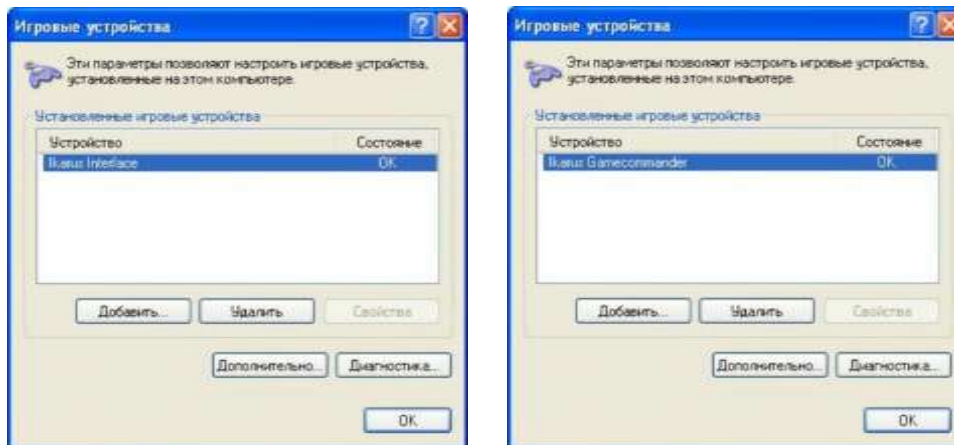 Игровые устройства
Эти параметры позволяют настроить игровые устройства,
установленные на этом компьютере.
Установленные игровые устройства
Устройство Состояние
Ikarus Interface OK
Добавить... Удалить Свойства
Дополнительно... Диагностика...
OK
Игровые устройства
Эти параметры позволяют настроить игровые устройства,
установленные на этом компьютере.
Установленные игровые устройства
Устройство Состояние
Ikarus Gamecommander OK
Добавить... Удалить Свойства
Дополнительно... Диагностика...
OK